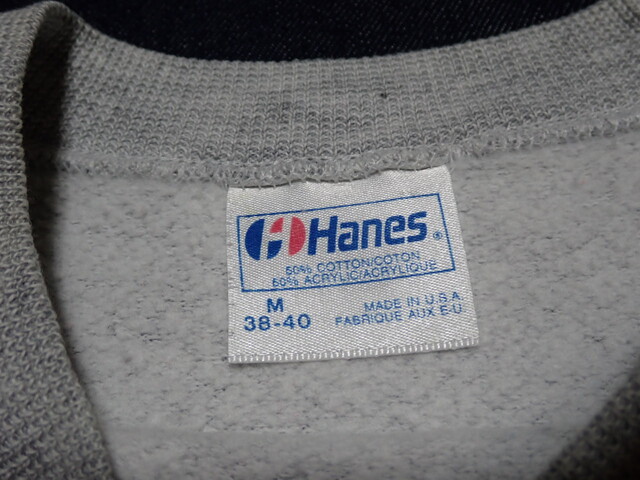 Hanes®
50% COTTON/COTON
50% ACRYLIC/ACRYLIQUE
M
38-40
MADE IN U.S.A
FABRIQUE AUX E-U